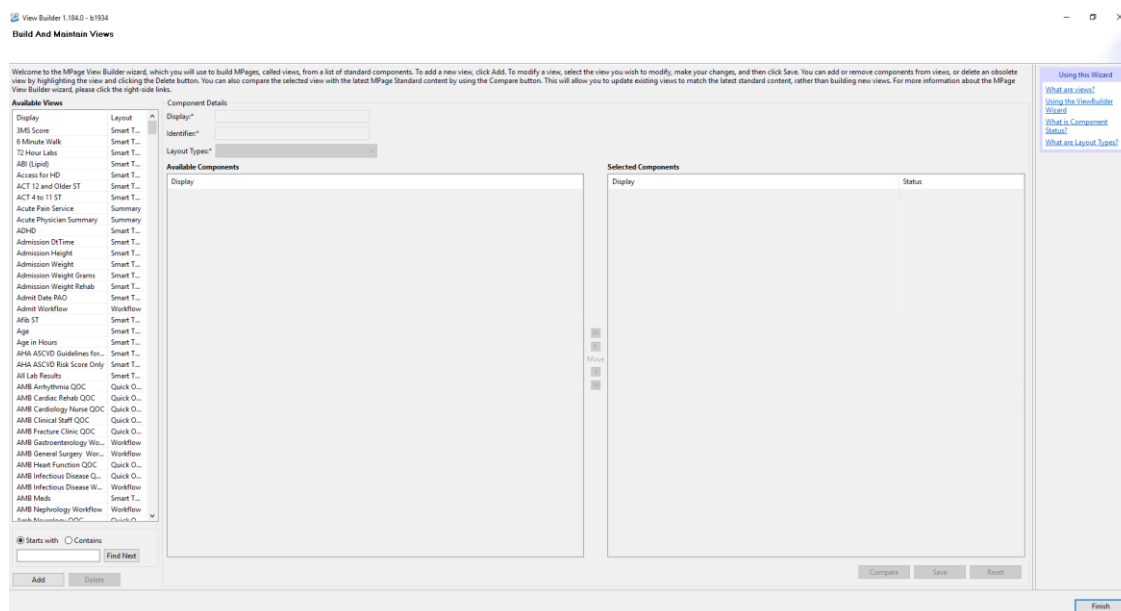 View Builder 1.184.0 - b1934
Build And Maintain Views
Welcome to the MPage View Builder wizard, which you will use to build MPages, called views, from a list of standard components. To add a new view, click Add. To modify a view, select the view you wish to modify, make your changes, and then click Save. You can add or remove components from views, or delete an obsolete
view by highlighting the view and clicking the Delete button. You can also compare the selected view with the latest MPage Standard content by using the Compare button. This will allow you to update existing views to match the latest standard content, rather than building new views. For more information about the MPage
View Builder wizard, please click the right-side links.
Using this Wizard
What are views?
Using the ViewBuilder
Wizard
What is Component
Status?
What are Layout Types?
Available Views
Display Layout
3MS Score Smart T...
6 Minute Walk Smart T...
72 Hour Labs Smart T...
ABI (Lipid) Smart T...
Access for HD Smart T...
ACT 12 and Older ST Smart T...
ACT 4 to 11 ST Smart T...
Acute Pain Service Summary
Acute Physician Summary Summary
ADHD Smart T...
Admission DtTime Smart T...
Admission Height Smart T...
Admission Weight Smart T...
Admission Weight Grams Smart T...
Admission Weight Rehab Smart T...
Admit Date PAO Smart T...
Admit Workflow Workflow
Afib ST Smart T...
Age Smart T...
Age in Hours Smart T...
AHA ASCVD Guidelines for... Smart T...
AHA ASCVD Risk Score Only Smart T...
All Lab Results Smart T...
AMB Arrhythmia QOC Quick O...
AMB Cardiac Rehab QOC Quick O...
AMB Cardiology Nurse QOC Quick O...
AMB Clinical Staff QOC Quick O...
AMB Fracture Clinic QOC Quick O...
AMB Gastroenterology Wo... Workflow
AMB General Surgery Wor... Workflow
AMB Heart Function QOC Quick O...
AMB Infectious Disease Q... Quick O...
AMB Infectious Disease W... Workflow
AMB Meds Smart T...
AMB Nephrology Workflow Workflow
Amb Neurology QOC Quick O...
Starts with Contains
Find Next
Add Delete
Component Details
Display:*
Identifier:*
Layout Types:*
Available Components
Display
Move
Selected Components
Display Status
Compare Save Reset
Finish